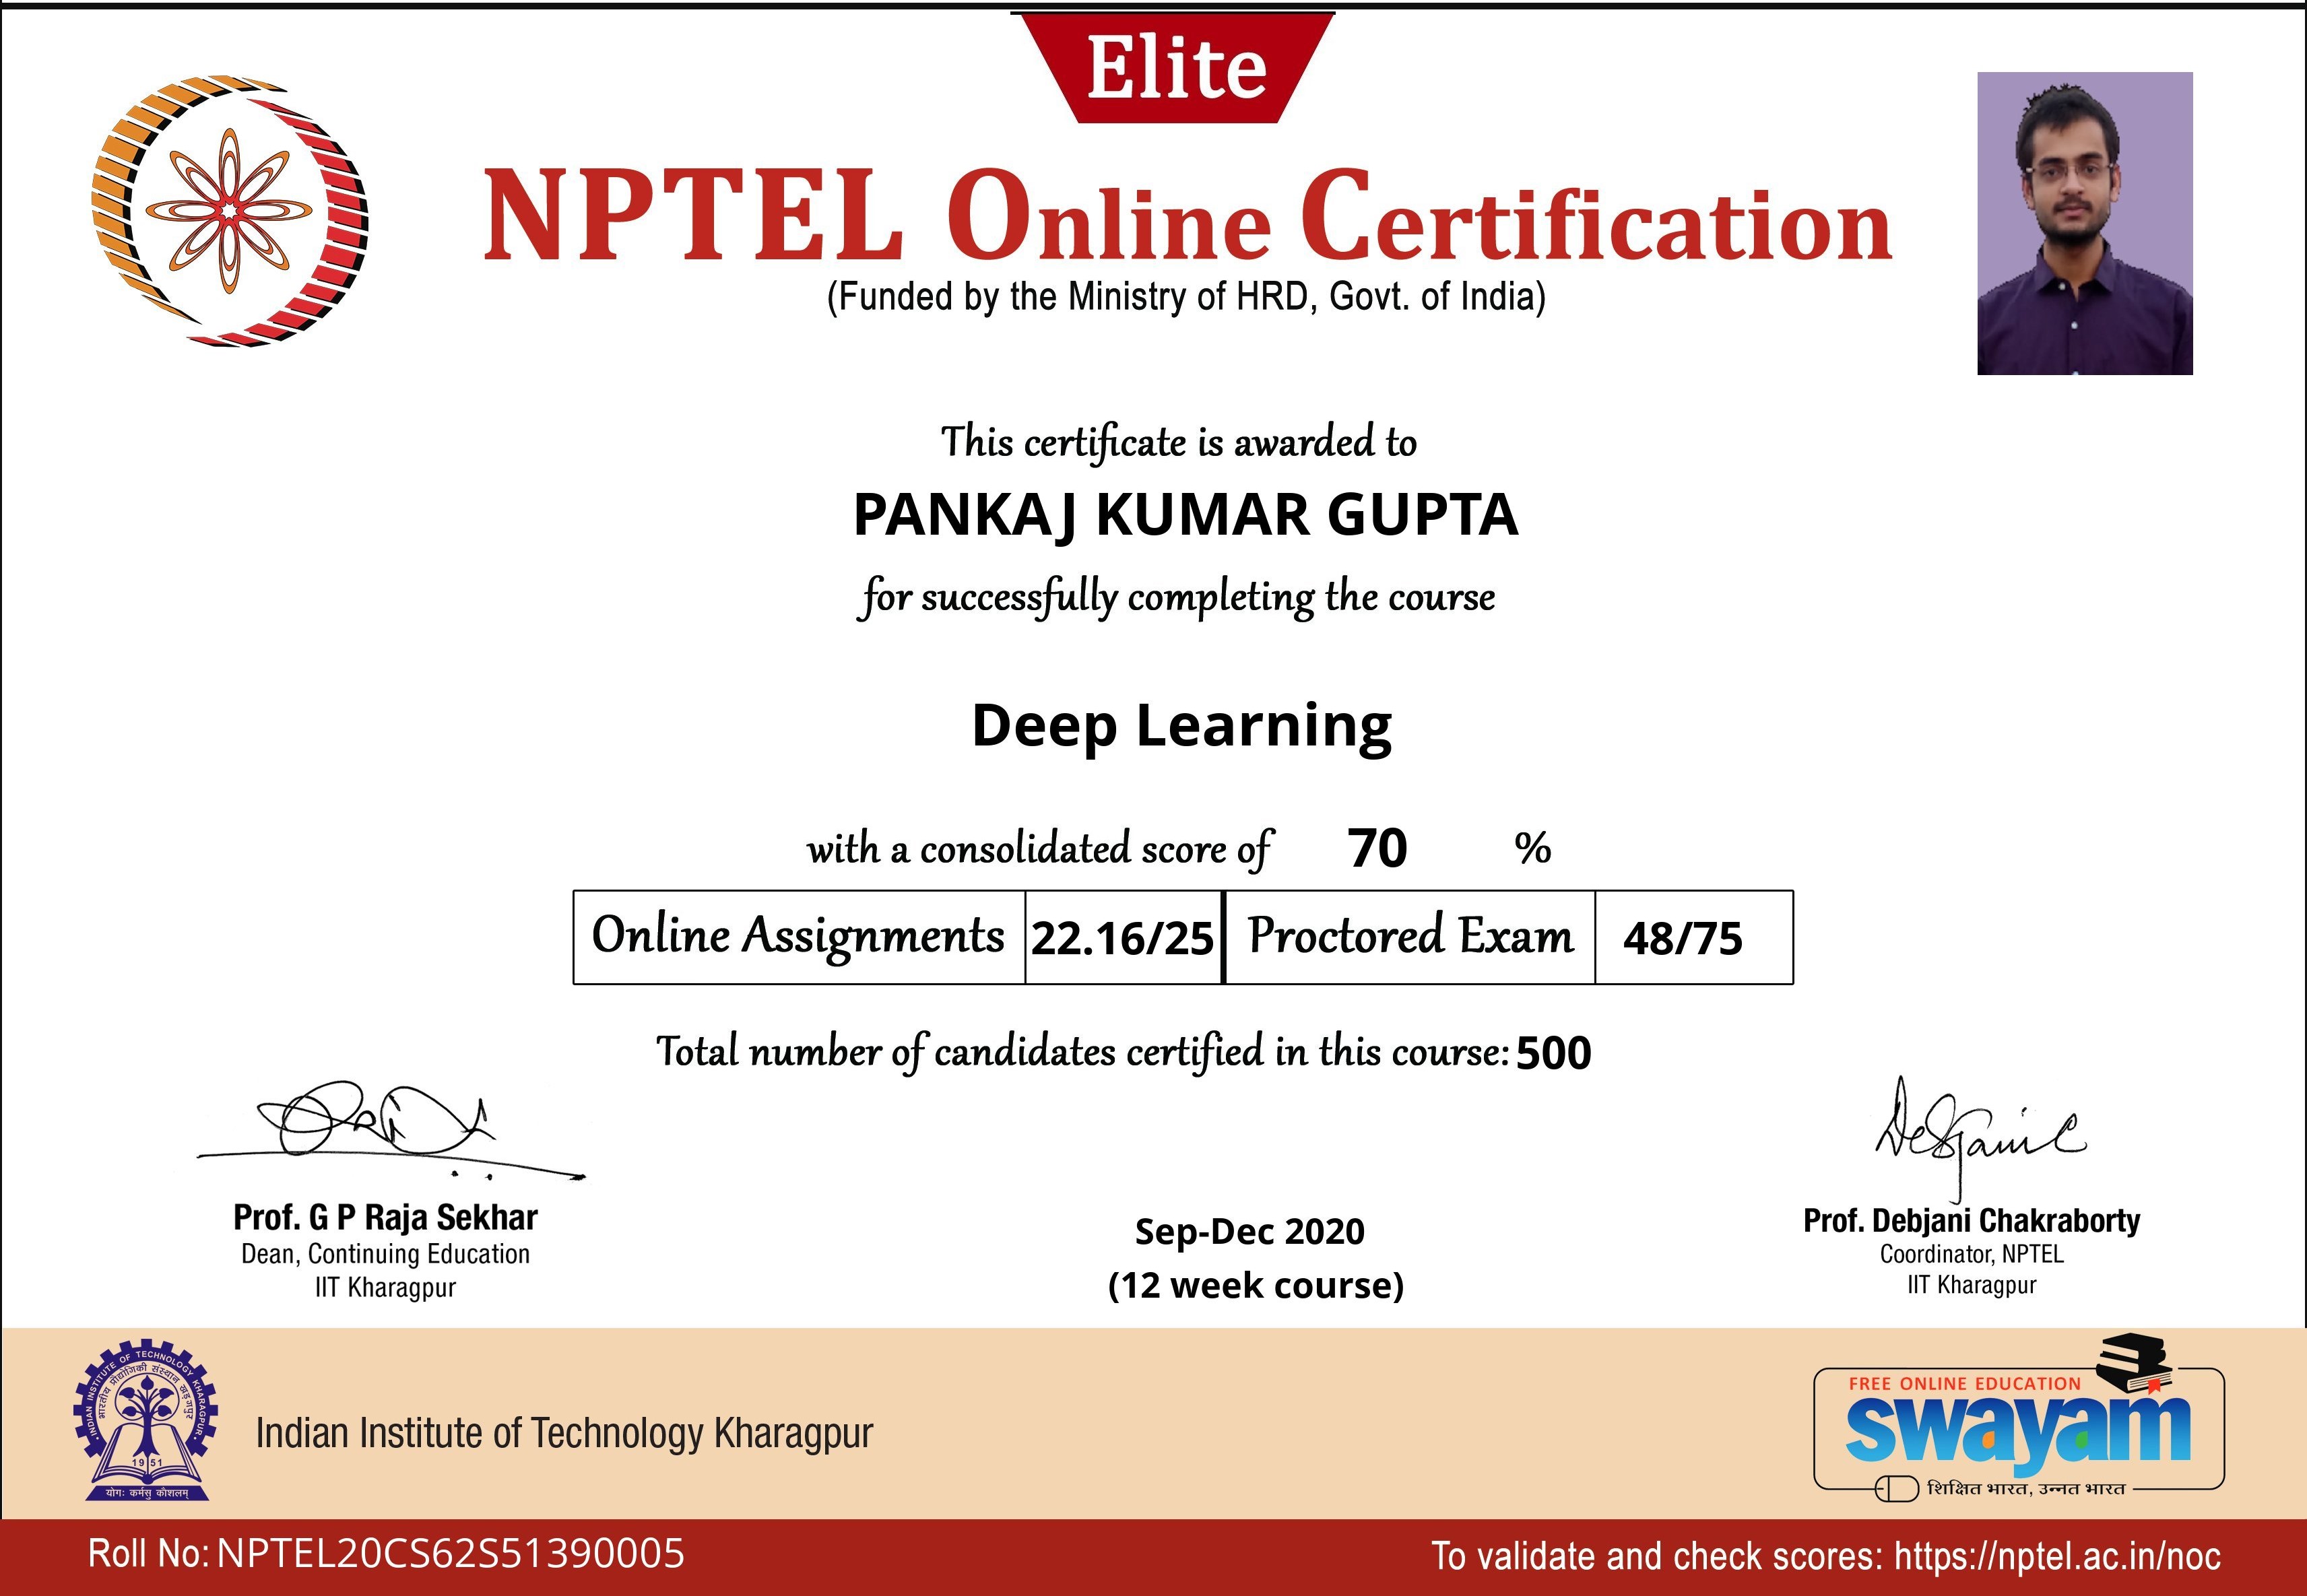 Elite
NPTEL Online Certification
(Funded by the Ministry of HRD, Govt. of India)
This certificate is awarded to
PANKAJ KUMAR GUPTA
for successfully completing the course
Deep Learning
with a consolidated score of 70 %
Online Assignments 22.16/25 Proctored Exam 48/75
Total number of candidates certified in this course: 500
Debjani
Prof. G P Raja Sekhar
Dean, Continuing Education
IIT Kharagpur
Sep-Dec 2020
(12 week course)
Prof. Debjani Chakraborty
Coordinator, NPTEL
IIT Kharagpur
INDIAN INSTITUTE OF TECHNOLOGY KHARAGPUR
भारतीय प्रौद्योगिकी संस्थान खड़गपुर
1951
योगः कर्मसु कौशलम्
Indian Institute of Technology Kharagpur
FREE ONLINE EDUCATION
swayam
शिक्षित भारत, उन्नत भारत
Roll No: NPTEL20CS62S51390005
To validate and check scores: https://nptel.ac.in/noc